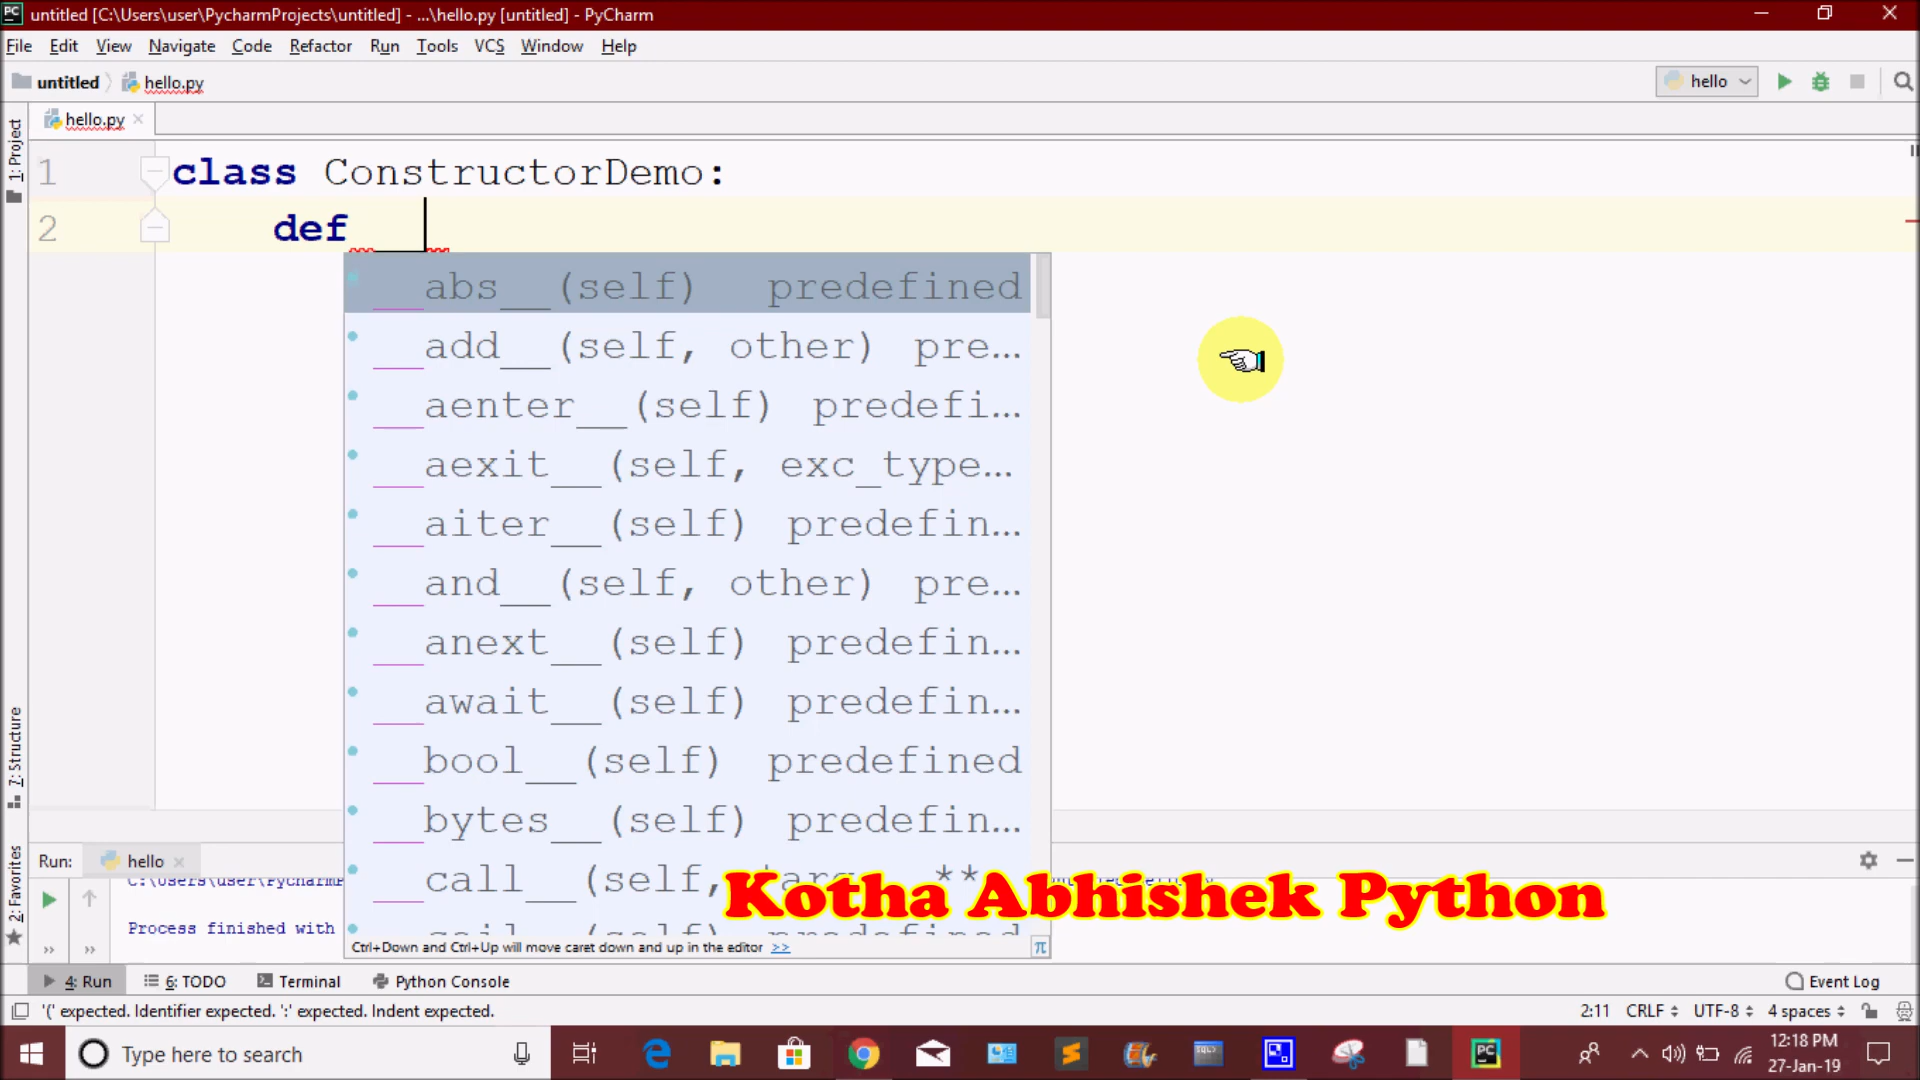 untitled [C:\Users\user\PycharmProjects\untitled] - ...\hello.py [untitled] - PyCharm
File Edit View Navigate Code Refactor Run Tools VCS Window Help
untitled hello.py hello
hello.py
1: Project
1 class ConstructorDemo:
2 def __
__abs__(self) predefined
__add__(self, other) pre...
__aenter__(self) predefi...
__aexit__(self, exc_type...
__aiter__(self) predefin...
__and__(self, other) pre...
__anext__(self) predefin...
__await__(self) predefin...
__bool__(self) predefined
__bytes__(self) predefin...
__call__(self,
Ctrl+Down and Ctrl+Up will move caret down and up in the editor >>
π
7: Structure
2: Favorites
Run: hello
C:\Users\user\PycharmP
Process finished with
Kotha Abhishek Python
4: Run 6: TODO Terminal Python Console Event Log
'(' expected. Identifier expected. ':' expected. Indent expected. 2:11 CRLF UTF-8 4 spaces
Type here to search
12:18 PM
27-Jan-19